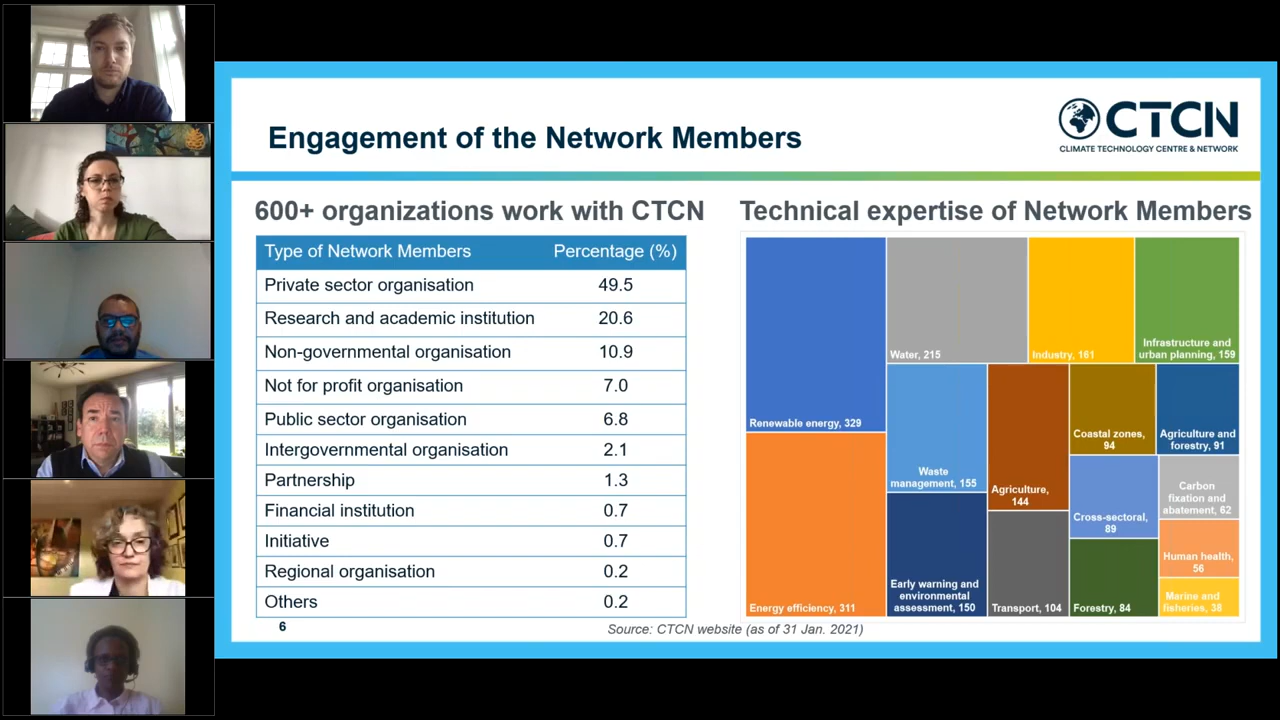 Engagement of the Network Members
CTCN
CLIMATE TECHNOLOGY CENTRE & NETWORK
600+ organizations work with CTCN
Type of Network Members Percentage (%)
Private sector organisation 49.5
Research and academic institution 20.6
Non-governmental organisation 10.9
Not for profit organisation 7.0
Public sector organisation 6.8
Intergovernmental organisation 2.1
Partnership 1.3
Financial institution 0.7
Initiative 0.7
Regional organisation 0.2
Others 0.2
Technical expertise of Network Members
Renewable energy, 329
Energy efficiency, 311
Water, 215
Industry, 161
Infrastructure and
urban planning, 159
Waste
management, 155
Early warning and
environmental
assessment, 150
Agriculture,
144
Transport, 104
Coastal zones,
94
Agriculture and
forestry, 91
Cross-sectoral,
89
Forestry, 84
Carbon
fixation and
abatement, 62
Human health,
56
Marine and
fisheries, 38
6
Source: CTCN website (as of 31 Jan. 2021)